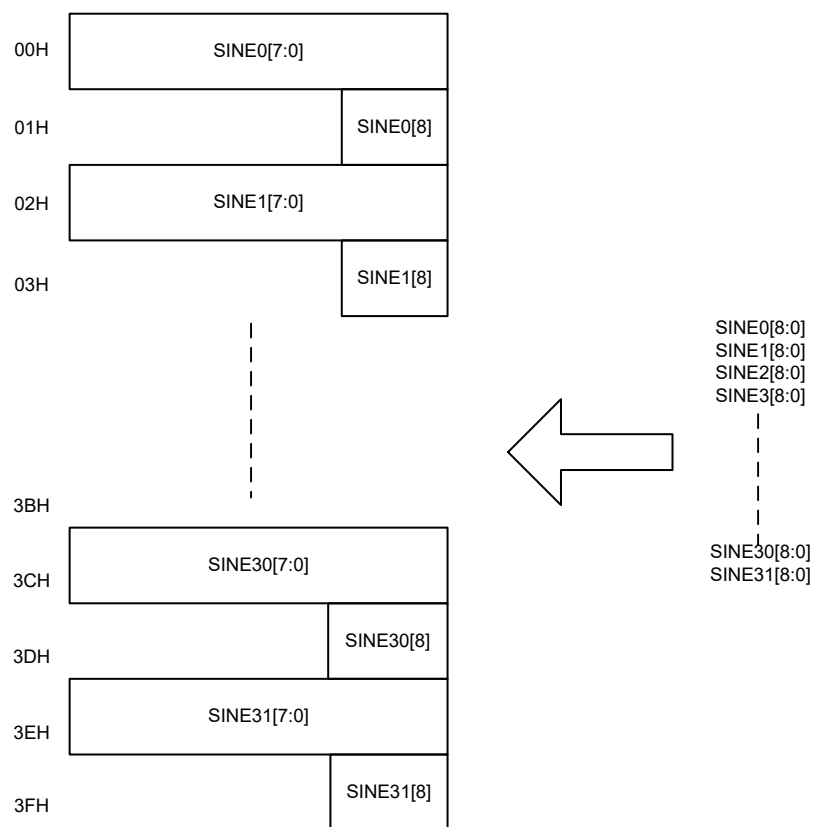 00H
SINE0[7:0]
01H
SINE0[8]
02H
SINE1[7:0]
03H
SINE1[8]
SINE0[8:0]
SINE1[8:0]
SINE2[8:0]
SINE3[8:0]
3BH
SINE30[8:0]
SINE31[8:0]
3CH
SINE30[7:0]
3DH
SINE30[8]
3EH
SINE31[7:0]
3FH
SINE31[8]